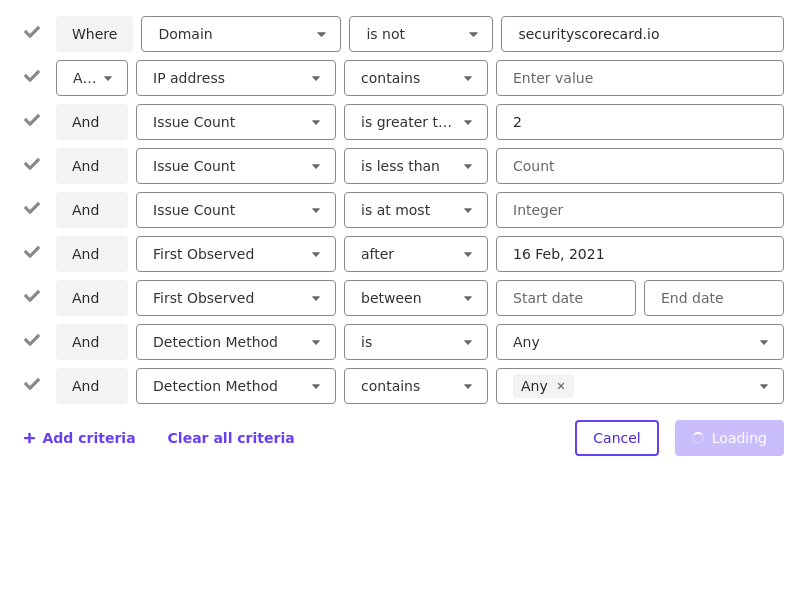 Where Domain is not securityscorecard.io
A... IP address contains Enter value
And Issue Count is greater t... 2
And Issue Count is less than Count
And Issue Count is at most Integer
And First Observed after 16 Feb, 2021
And First Observed between Start date End date
And Detection Method is Any
And Detection Method contains Any ×
+ Add criteria Clear all criteria Cancel Loading